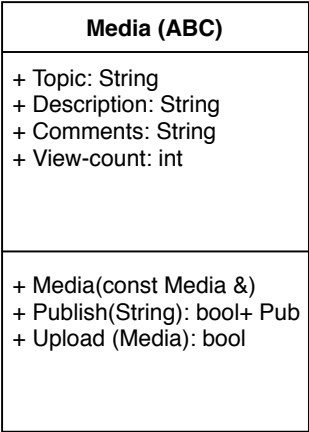 Media (ABC)
+ Topic: String
+ Description: String
+ Comments: String
+ View-count: int
+ Media(const Media &)
+ Publish(String): bool+ Pub
+ Upload (Media): bool